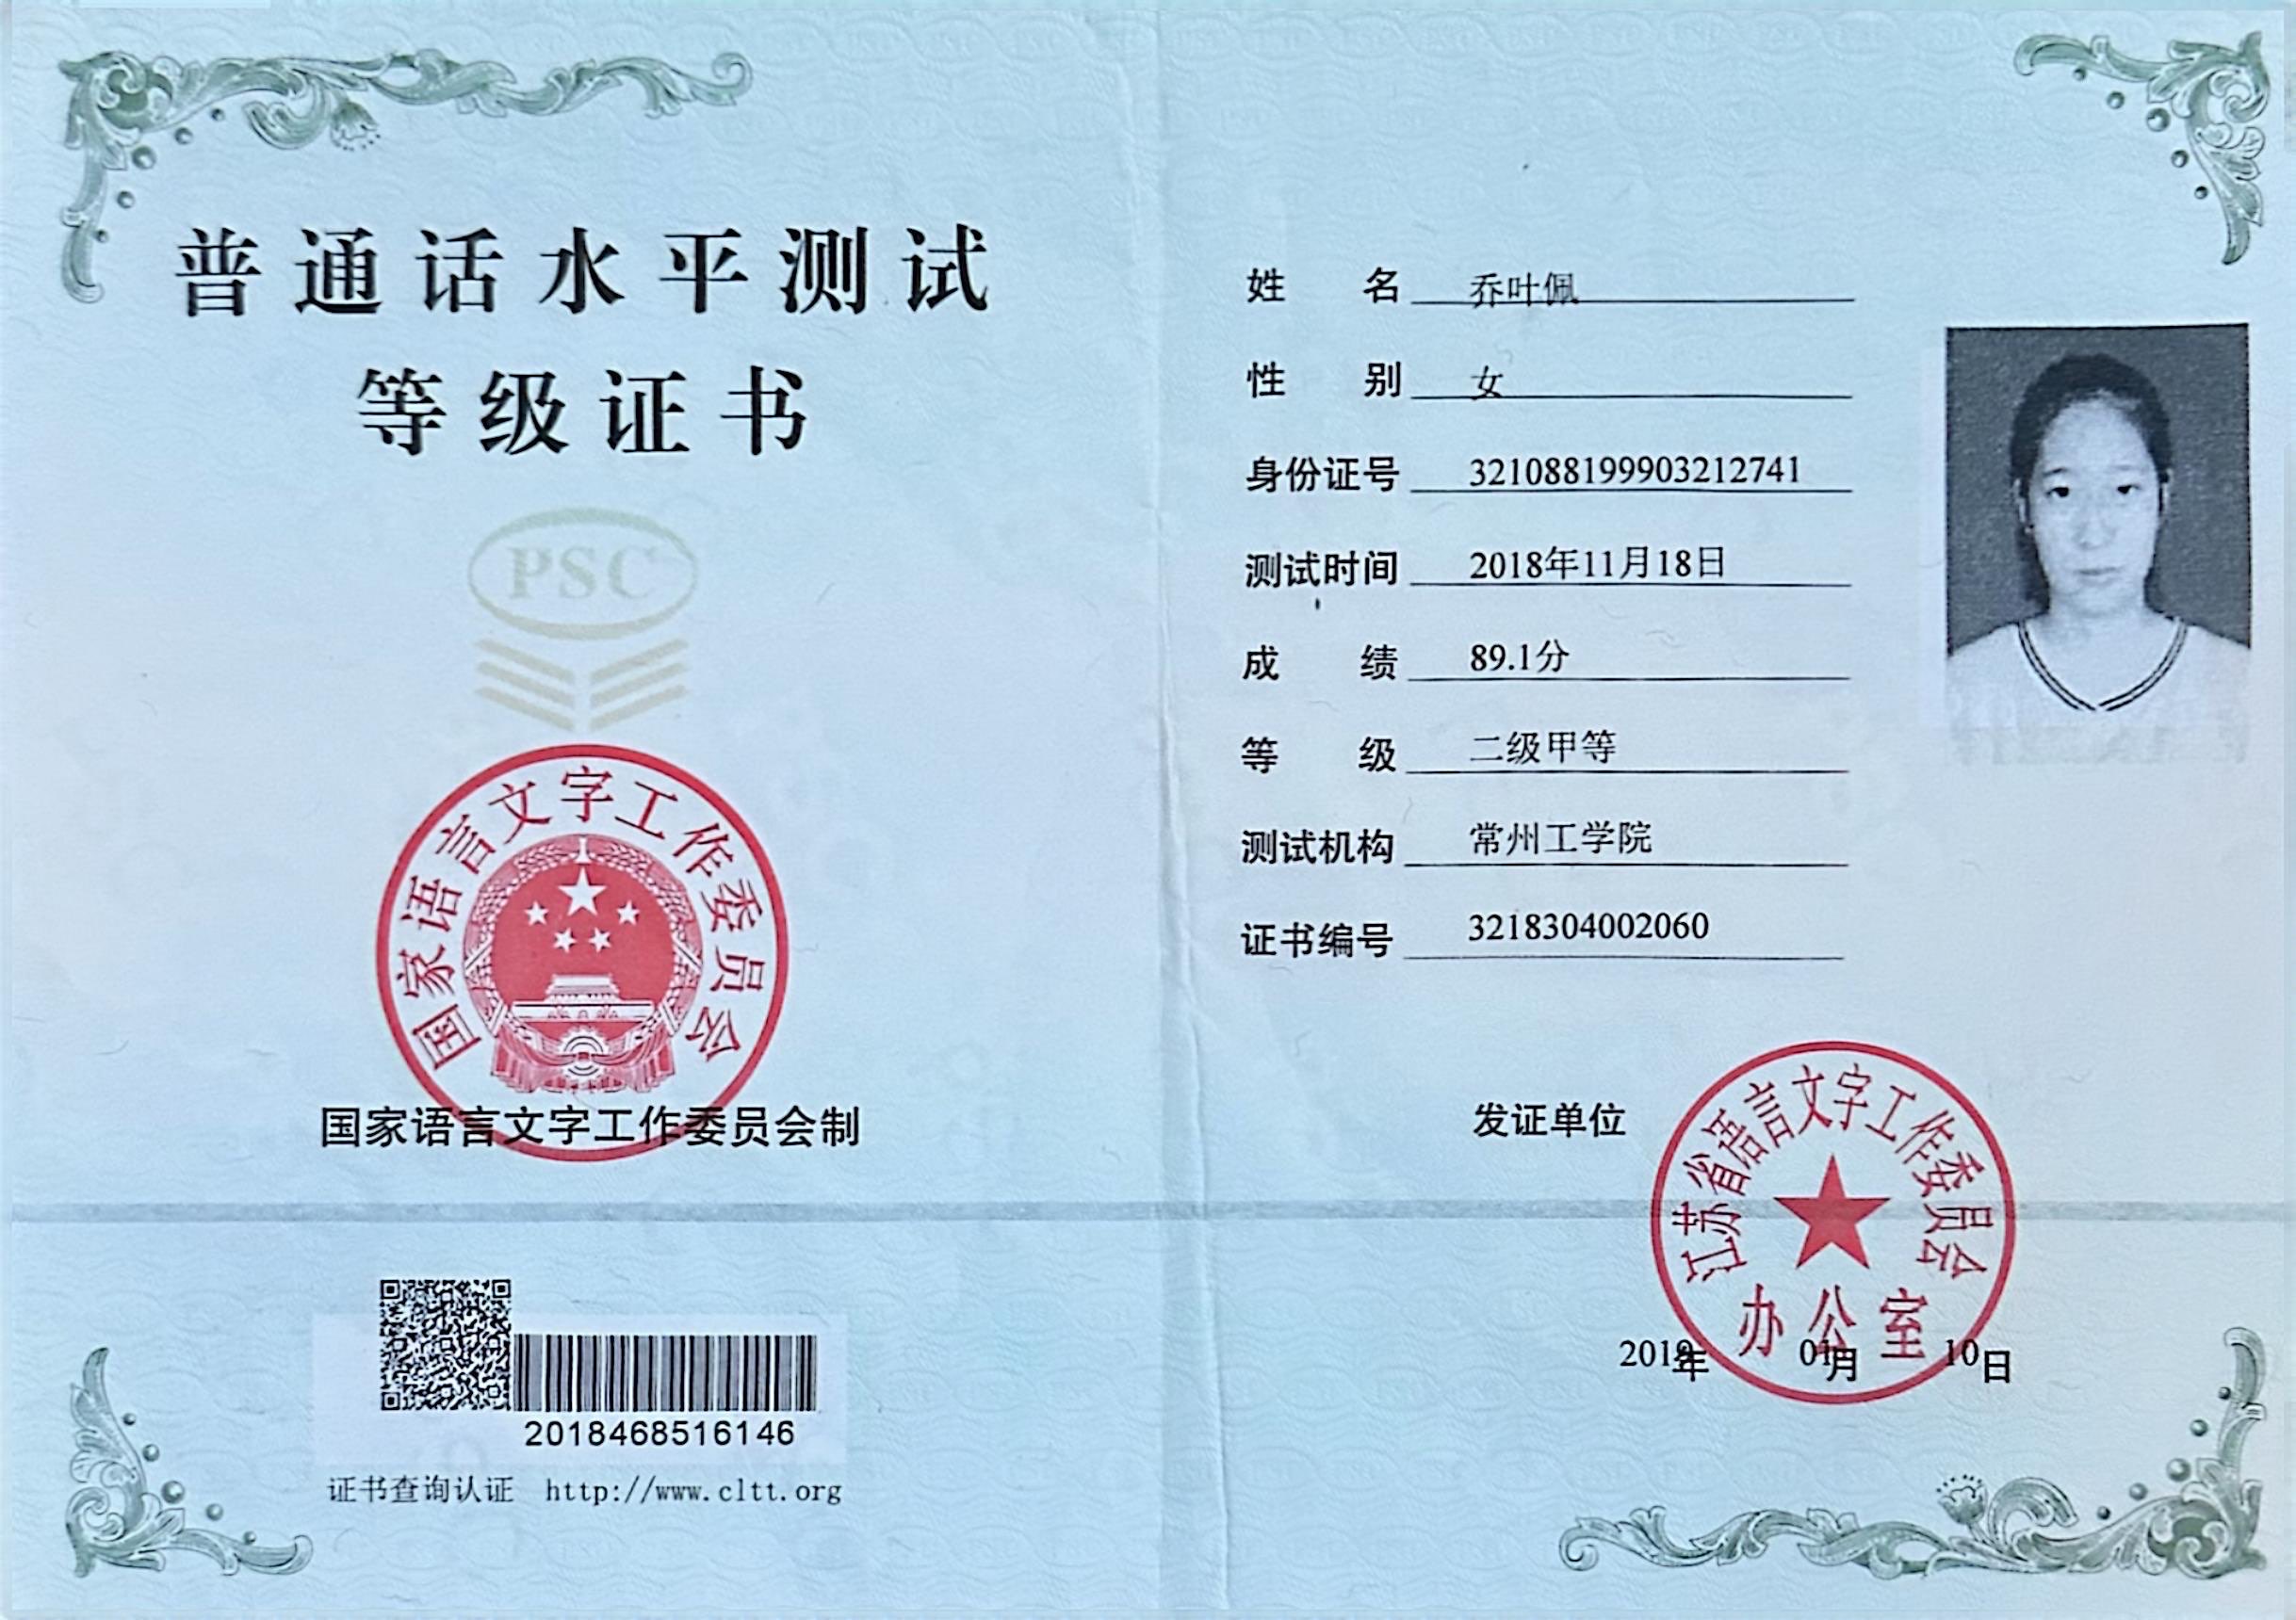 普通话水平测试
等级证书
PSC
国家语言文字工作委员会
国家语言文字工作委员会制
2018468516146
证书查询认证 http://www.cltt.org
姓 名 乔叶佩
性 别 女
身份证号 321088199903212741
测试时间 2018年11月18日
成 绩 89.1分
等 级 二级甲等
测试机构 常州工学院
证书编号 3218304002060
发证单位
江苏省语言文字工作委员会
办公室
2019年 01月 10日